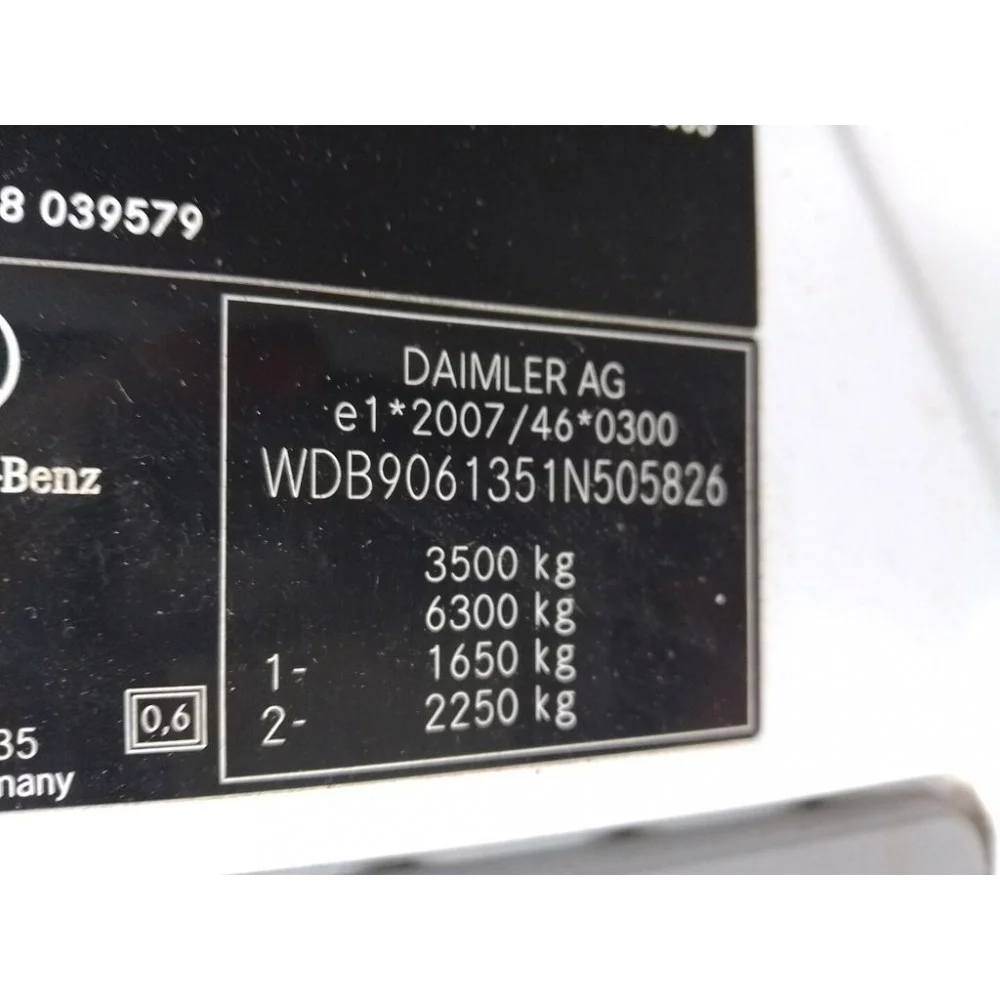 8 039579
DAIMLER AG
e1*2007/46*0300
WDB9061351N505826
-Benz
3500 kg
6300 kg
1- 1650 kg
2- 2250 kg
0,6
35
many